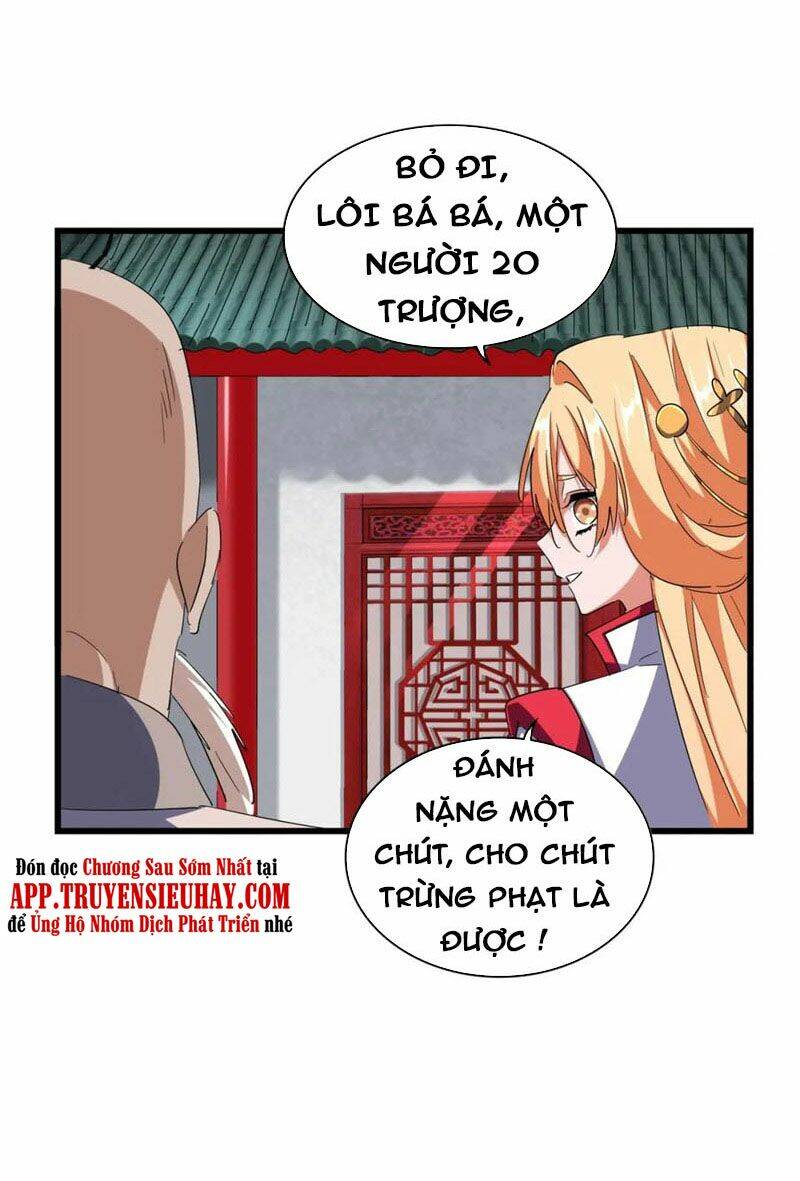 BỎ ĐI,
LÔI BÁ BÁ, MỘT
NGƯỜI 20
TRƯỢNG,
ĐÁNH
NẶNG MỘT
CHÚT, CHO CHÚT
TRỪNG PHẠT LÀ
ĐƯỢC !
Đón đọc Chương Sau Sớm Nhất tại
APP.TRUYENSIEUHAY.COM
để Ủng Hộ Nhóm Dịch Phát Triển nhé